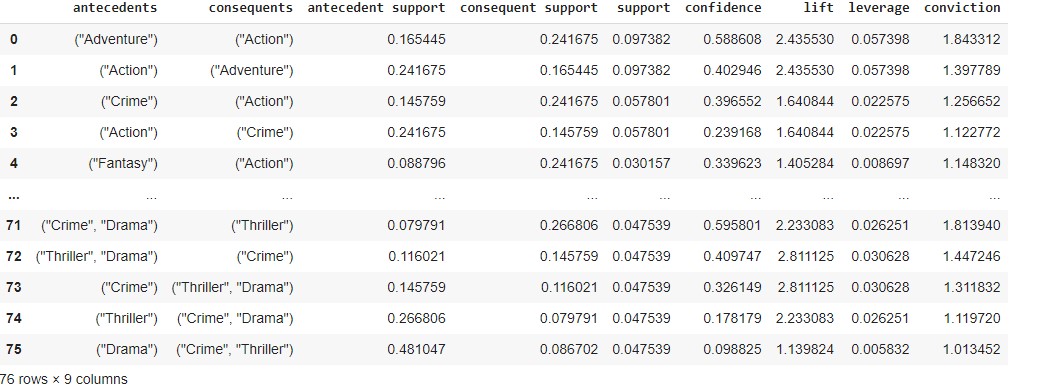 antecedents consequents antecedent support consequent support support confidence lift leverage conviction
0 ("Adventure") ("Action") 0.165445 0.241675 0.097382 0.588608 2.435530 0.057398 1.843312
1 ("Action") ("Adventure") 0.241675 0.165445 0.097382 0.402946 2.435530 0.057398 1.397789
2 ("Crime") ("Action") 0.145759 0.241675 0.057801 0.396552 1.640844 0.022575 1.256652
3 ("Action") ("Crime") 0.241675 0.145759 0.057801 0.239168 1.640844 0.022575 1.122772
4 ("Fantasy") ("Action") 0.088796 0.241675 0.030157 0.339623 1.405284 0.008697 1.148320
... ... ... ... ... ... ... ... ... ...
71 ("Crime", "Drama") ("Thriller") 0.079791 0.266806 0.047539 0.595801 2.233083 0.026251 1.813940
72 ("Thriller", "Drama") ("Crime") 0.116021 0.145759 0.047539 0.409747 2.811125 0.030628 1.447246
73 ("Crime") ("Thriller", "Drama") 0.145759 0.116021 0.047539 0.326149 2.811125 0.030628 1.311832
74 ("Thriller") ("Crime", "Drama") 0.266806 0.079791 0.047539 0.178179 2.233083 0.026251 1.119720
75 ("Drama") ("Crime", "Thriller") 0.481047 0.086702 0.047539 0.098825 1.139824 0.005832 1.013452
76 rows × 9 columns